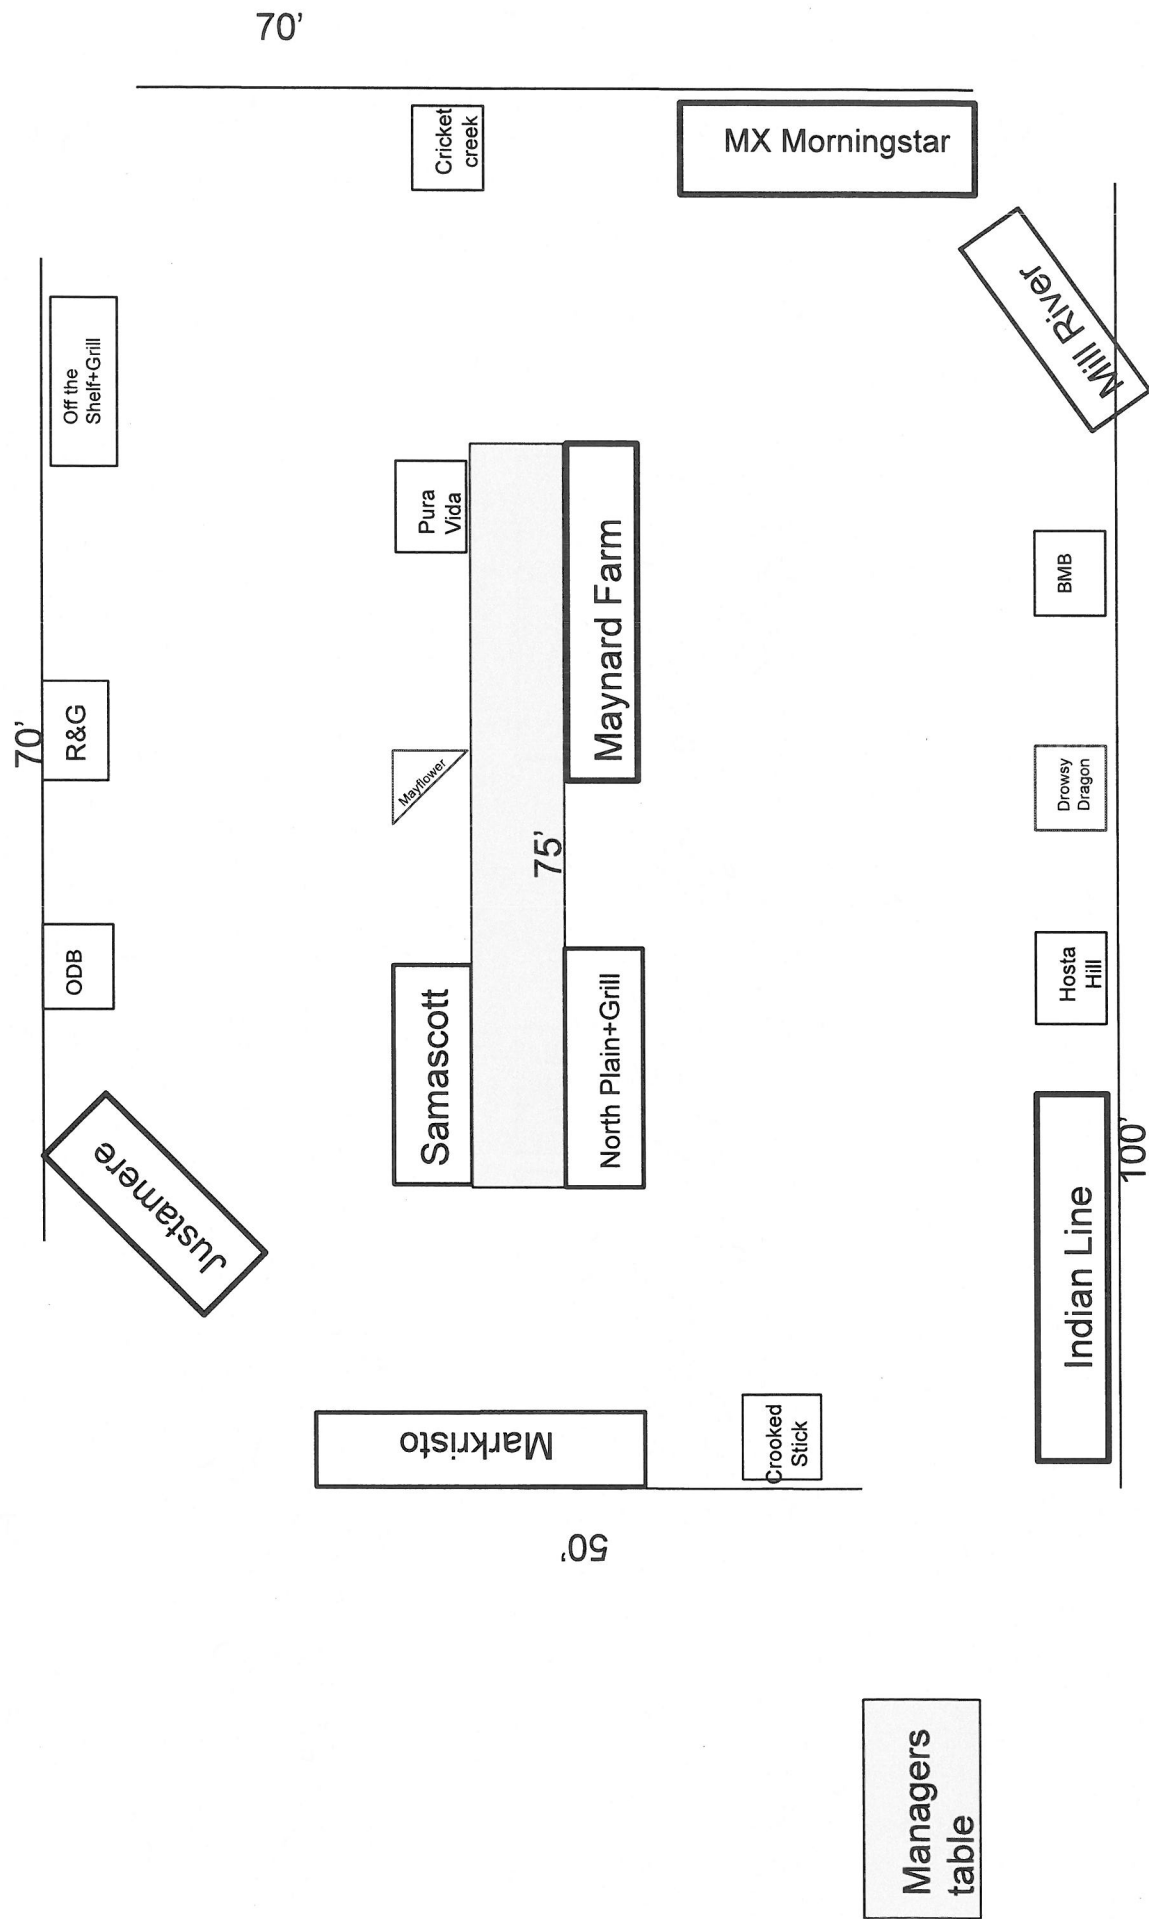 70’
Cricket
creek
MX Morningstar
Off the
Shelf+Grill
Mill River
Pura
Vida
Maynard Farm
BMB
70’
R&G
Mayflower
75’
Drowsy
Dragon
ODB
Samascott
North Plain+Grill
Hosta
Hill
Justamere
100’
Indian Line
Markristo
Crooked
Stick
50’
Managers
table